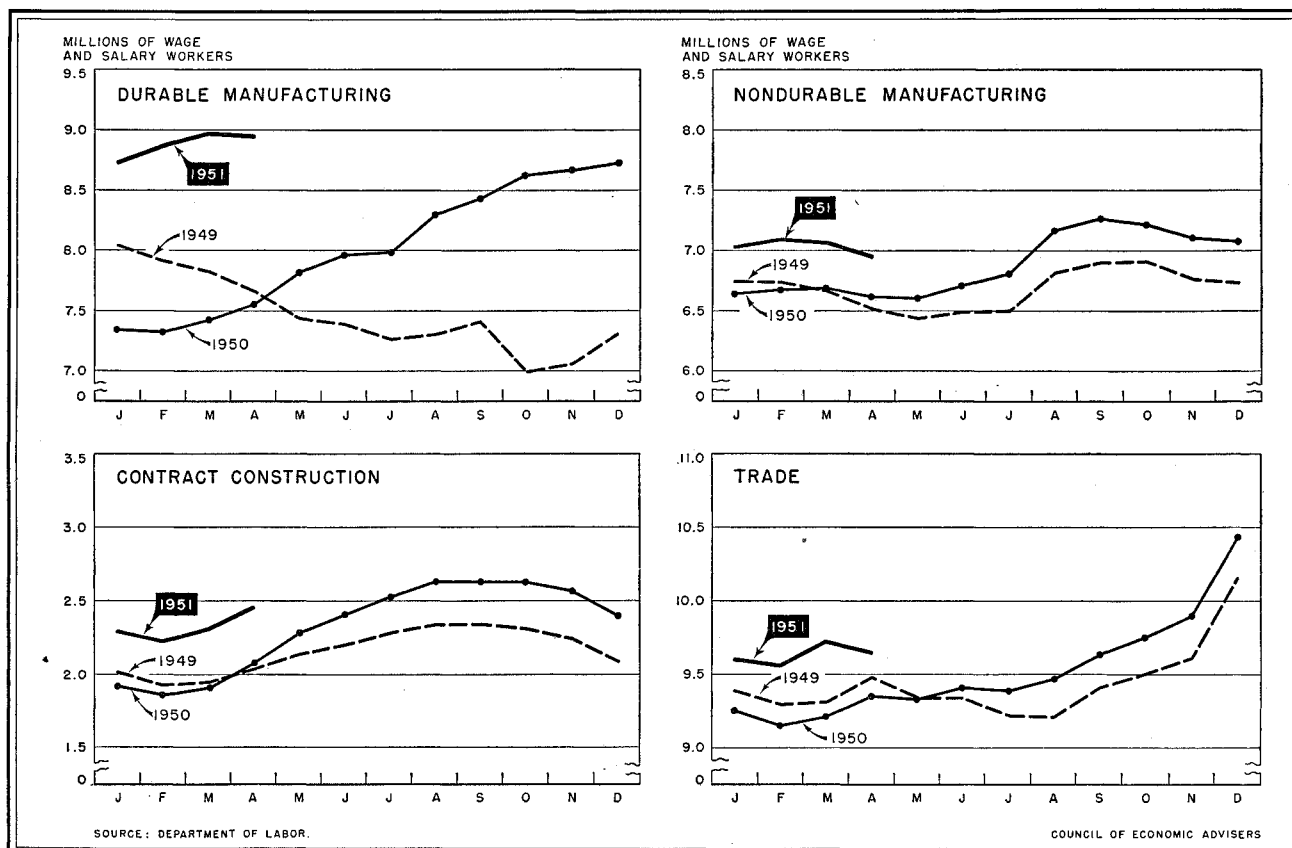 MILLIONS OF WAGE
AND SALARY WORKERS
9.5
DURABLE MANUFACTURING
9.0
1951
8.5
1949
8.0
7.5
1950
7.0
0
J F M A M J J A S O N D
MILLIONS OF WAGE
AND SALARY WORKERS
8.5
NONDURABLE MANUFACTURING
8.0
7.5
1951
7.0
1949
6.5
1950
6.0
0
J F M A M J J A S O N D
3.5
CONTRACT CONSTRUCTION
3.0
2.5
1951
1949
2.0
1950
1.5
0
J F M A M J J A S O N D
11.0
TRADE
10.5
10.0
1951
1949
9.5
1950
9.0
0
J F M A M J J A S O N D
SOURCE: DEPARTMENT OF LABOR.
COUNCIL OF ECONOMIC ADVISERS